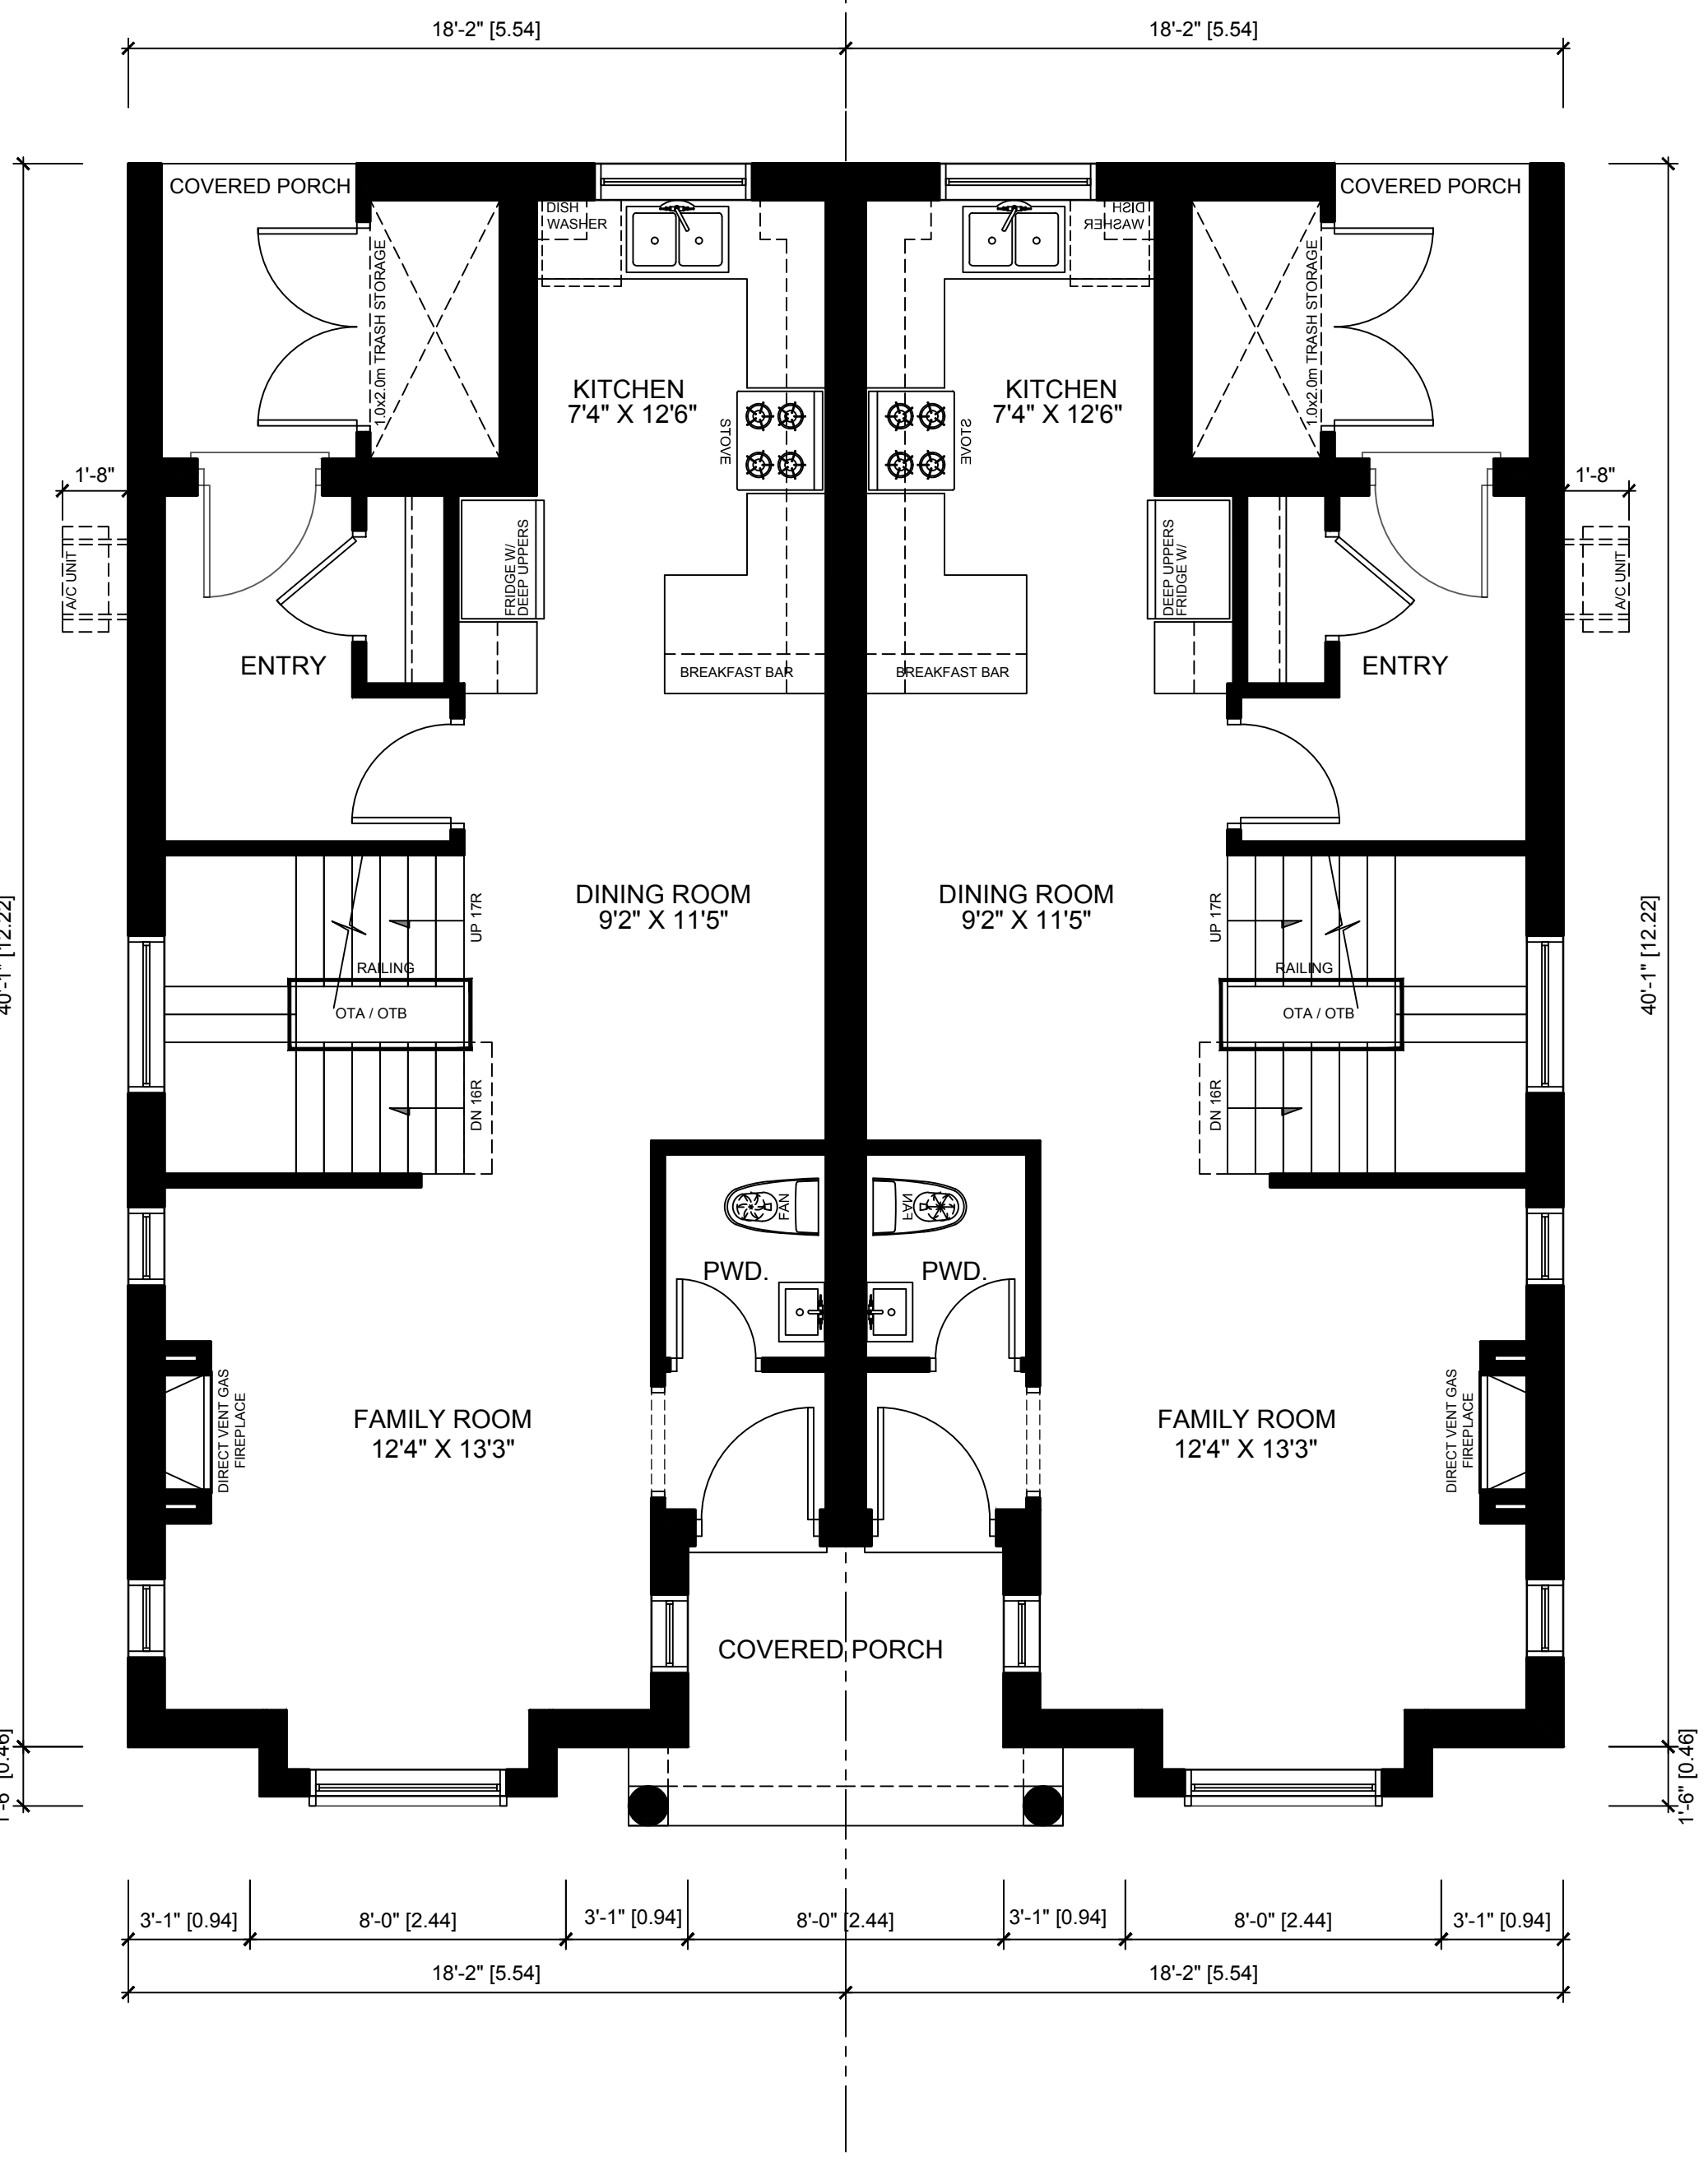 18'-2" [5.54]
18'-2" [5.54]
COVERED PORCH
COVERED PORCH
DISH
WASHER
DISH
WASHER
1.0x2.0m TRASH STORAGE
1.0x2.0m TRASH STORAGE
KITCHEN
7'4" X 12'6"
KITCHEN
7'4" X 12'6"
STOVE
STOVE
1'-8"
1'-8"
A/C UNIT
FRIDGE W/
DEEP UPPERS
DEEP UPPERS
FRIDGE W/
A/C UNIT
ENTRY
ENTRY
BREAKFAST BAR
BREAKFAST BAR
40'-1" [12.22]
DINING ROOM
9'2" X 11'5"
DINING ROOM
9'2" X 11'5"
40'-1" [12.22]
UP 17R
UP 17R
RAILING
RAILING
OTA / OTB
OTA / OTB
DN 16R
DN 16R
FAN
FAN
PWD.
PWD.
DIRECT VENT GAS
FIREPLACE
FAMILY ROOM
12'4" X 13'3"
FAMILY ROOM
12'4" X 13'3"
DIRECT VENT GAS
FIREPLACE
COVERED PORCH
1'-6" [0.46]
1'-6" [0.46]
3'-1" [0.94]
8'-0" [2.44]
3'-1" [0.94]
8'-0" [2.44]
3'-1" [0.94]
8'-0" [2.44]
3'-1" [0.94]
18'-2" [5.54]
18'-2" [5.54]